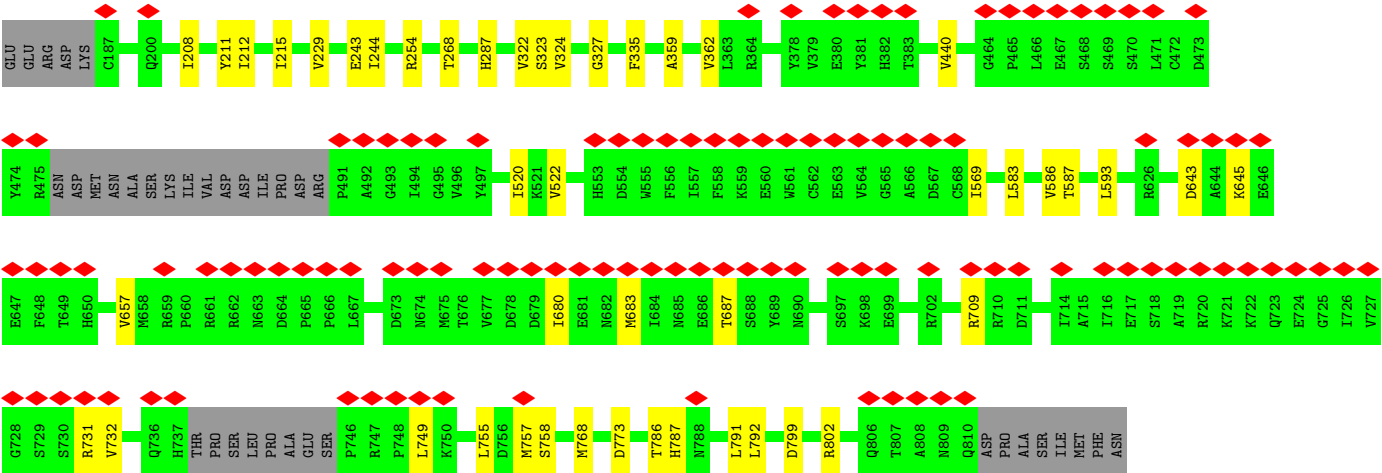 GLU GLU ARG ASP LYS C187 Q200 I208 Y211 I212 I215 V229 E243 I244 R254 T268 H287 V322 S323 V324 G327 F335 A359 V362 L363 R364 Y378 V379 E380 Y381 H382 T383 V440 G464 P465 L466 E467 S468 S469 S470 L471 C472 D473
Y474 R475 ASN ASP MET ASN ALA SER LYS ILE VAL ASP ASP ILE PRO ASP ARG P491 A492 G493 I494 G495 V496 Y497 I520 K521 V522 H553 D554 W555 F556 I557 F558 K559 E560 W561 C562 E563 V564 G565 A566 D567 C568 I569 L583 V586 T587 L593 R626 D643 A644 K645 E646
E647 F648 T649 H650 V657 M658 R659 P660 R661 R662 N663 D664 P665 P666 L667 D673 N674 M675 T676 V677 D678 D679 I680 E681 N682 M683 I684 N685 E686 T687 S688 Y689 N690 S697 K698 E699 R702 R709 R710 D711 I714 A715 I716 E717 S718 A719 R720 K721 K722 Q723 E724 G725 I726 V727
G728 S729 S730 R731 V732 Q736 H737 THR PRO SER LEU PRO ALA GLU SER P746 R747 P748 L749 K750 L755 D756 M757 S758 M768 D773 T786 H787 N788 L791 L792 D799 R802 Q806 T807 A808 N809 Q810 ASP PRO ALA SER ILE MET PHE ASN